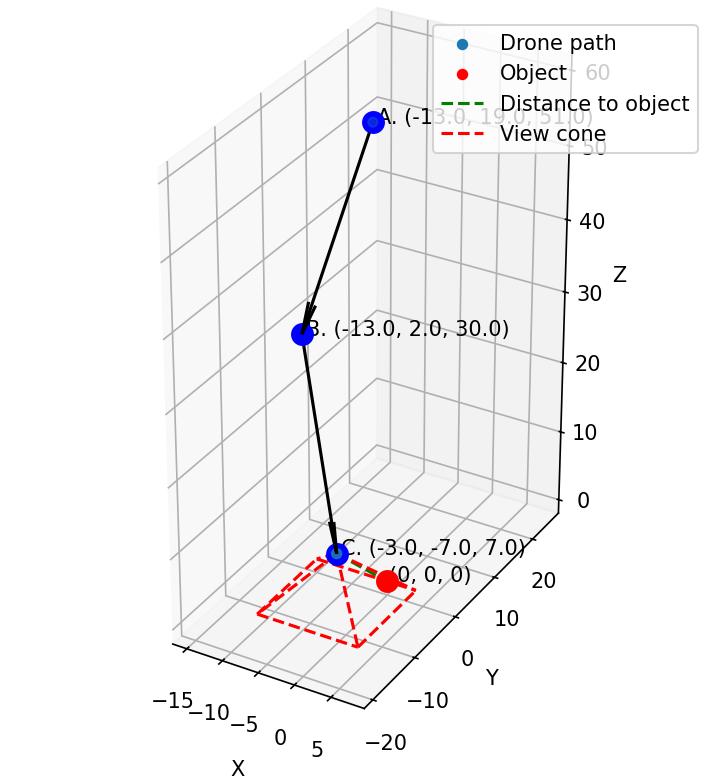 Drone path
Object
Distance to object
View cone
A. (-13.0, 19.0, 51.0)
B. (-13.0, 2.0, 30.0)
C. (-3.0, -7.0, 7.0)
(0, 0, 0)
60
50
40
30
20
10
0
Z
20
10
0
−10
−20
Y
−15
−10
−5
0
5
X